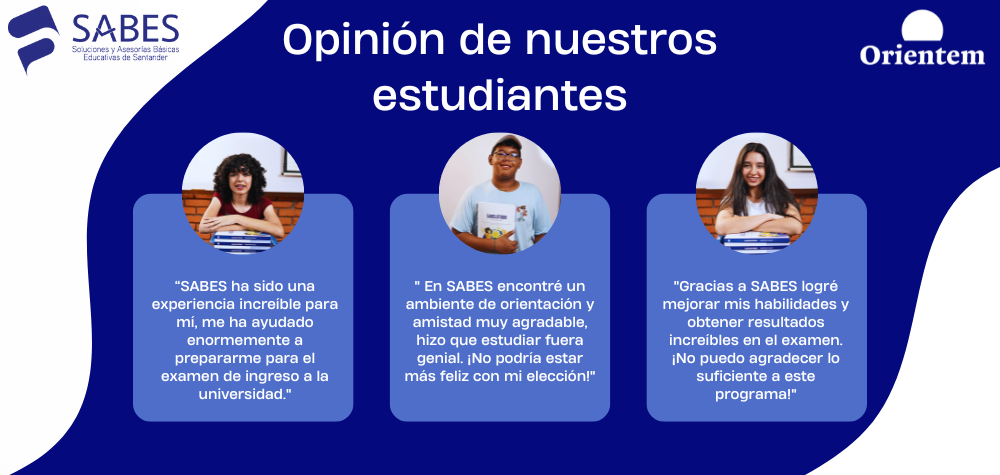 SABES
Soluciones y Asesorías Básicas
Educativas de Santander
Opinión de nuestros
estudiantes
Orientem
“SABES ha sido una
experiencia increíble para
mí, me ha ayudado
enormemente a
prepararme para el
examen de ingreso a la
universidad."
" En SABES encontré un
ambiente de orientación y
amistad muy agradable,
hizo que estudiar fuera
genial. ¡No podría estar
más feliz con mi elección!"
"Gracias a SABES logré
mejorar mis habilidades y
obtener resultados
increíbles en el examen.
¡No puedo agradecer lo
suficiente a este
programa!"